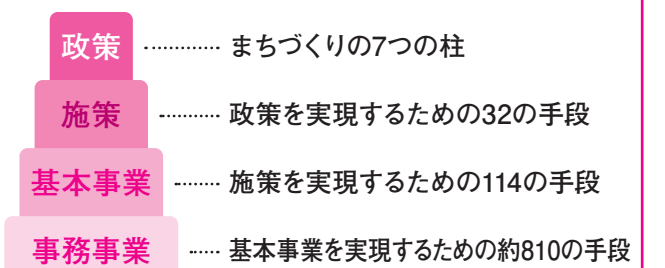 政策 ············ まちづくりの7つの柱
施策 ·········· 政策を実現するための32の手段
基本事業 ········ 施策を実現するための114の手段
事務事業 ······ 基本事業を実現するための約810の手段